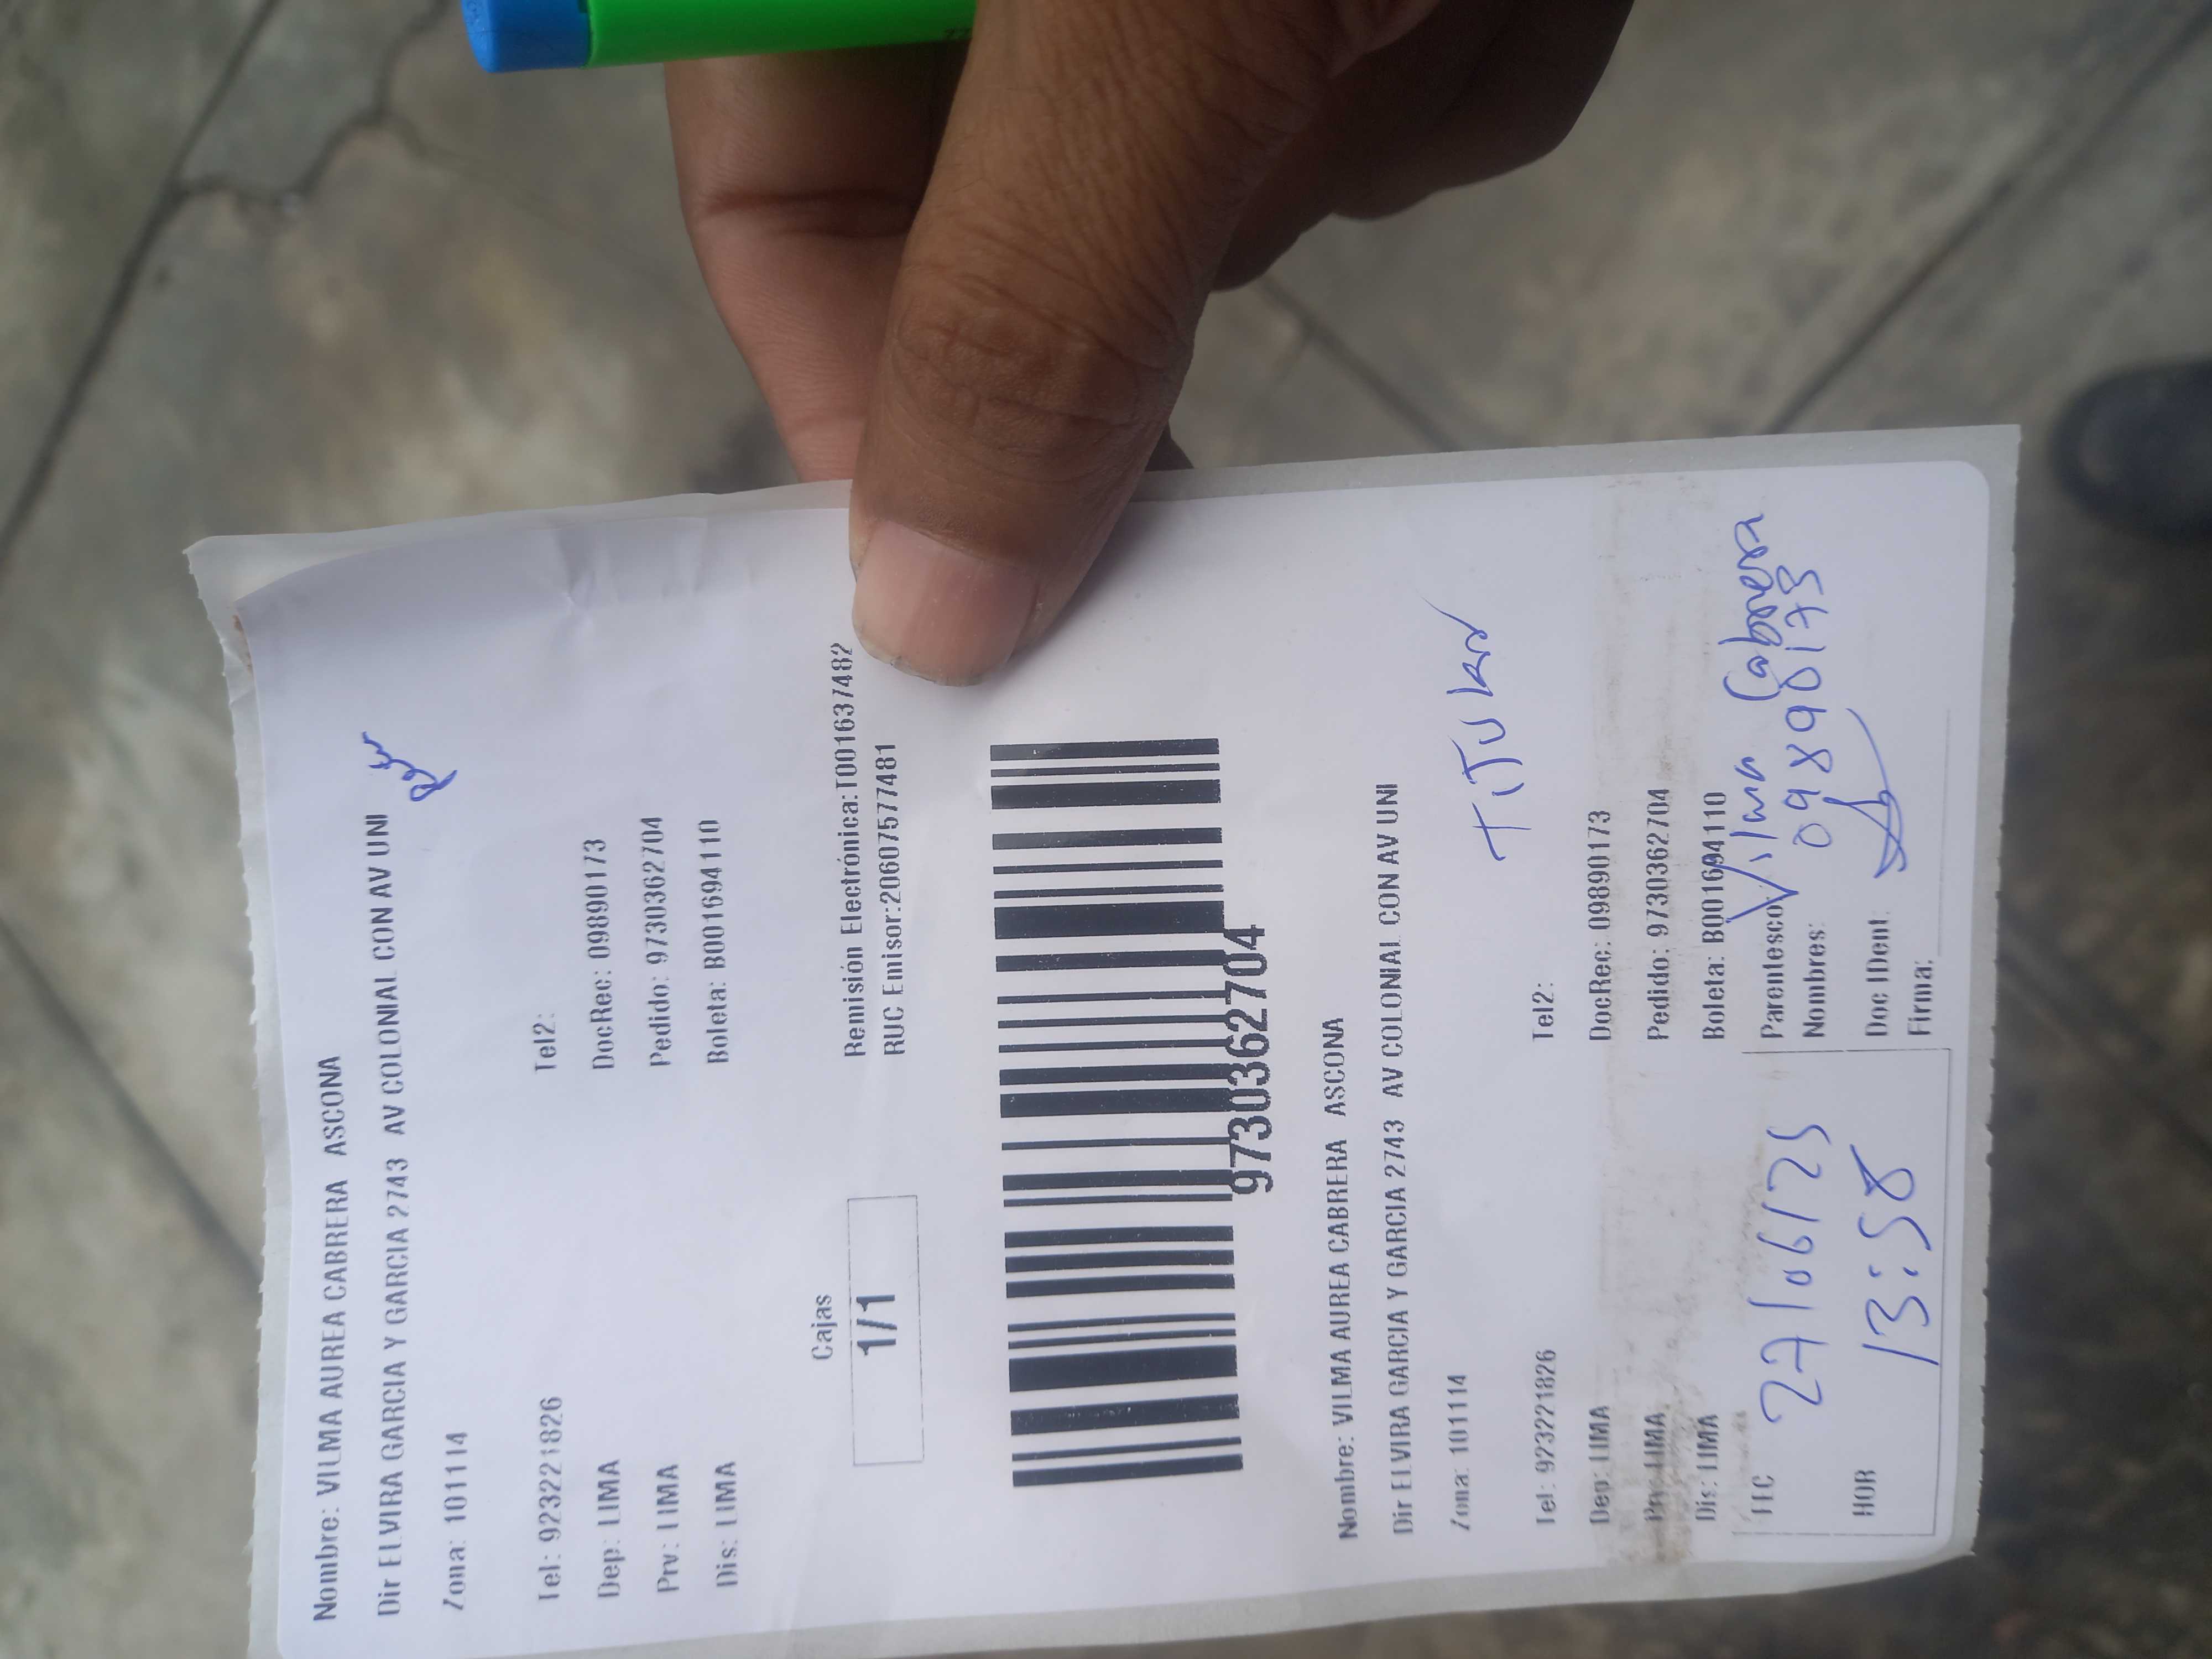 Nombre: VILMA AUREA CABRERA ASCONA
Dir ELVIRA GARCIA Y GARCIA 2743 AV COLONIAL CON AV UNI
Zona: 101114
Tel: 923221826 Tel2:
Dep: LIMA DocRec: 09890173
Prv: LIMA Pedido: 97303627​04
Dis: LIMA Boleta: B001694110
Cajas
1/1
Remisión Electrónica:T001637482
RUC Emisor:20607577481
9730362704
Nombre: VILMA AUREA CABRERA ASCONA
Dir ELVIRA GARCIA Y GARCIA 2743 AV COLONIAL CON AV UNI
Zona: 101114
TiTular
Tel: 923221826 Tel2:
Dep: LIMA DocRec: 09890173
Prv: LIMA Pedido: 9730362704
Dis: LIMA Boleta: B001694110
FEC 27/06/25 Parentesco:
Vilma Cabrera
Nombres:
HOR 13:58 Doc IDent:
Firma: